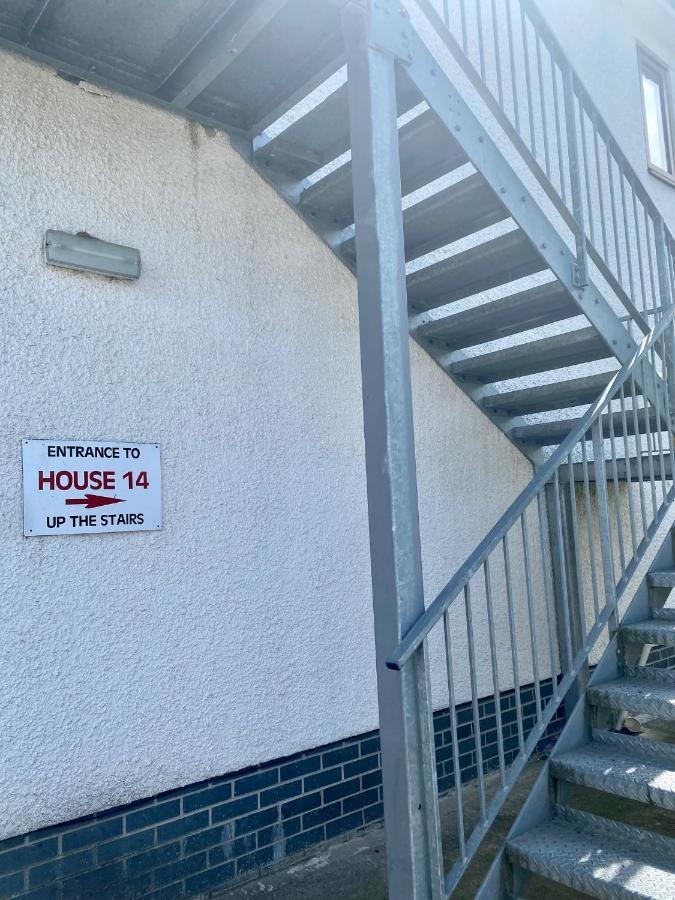 ENTRANCE TO
HOUSE 14
UP THE STAIRS